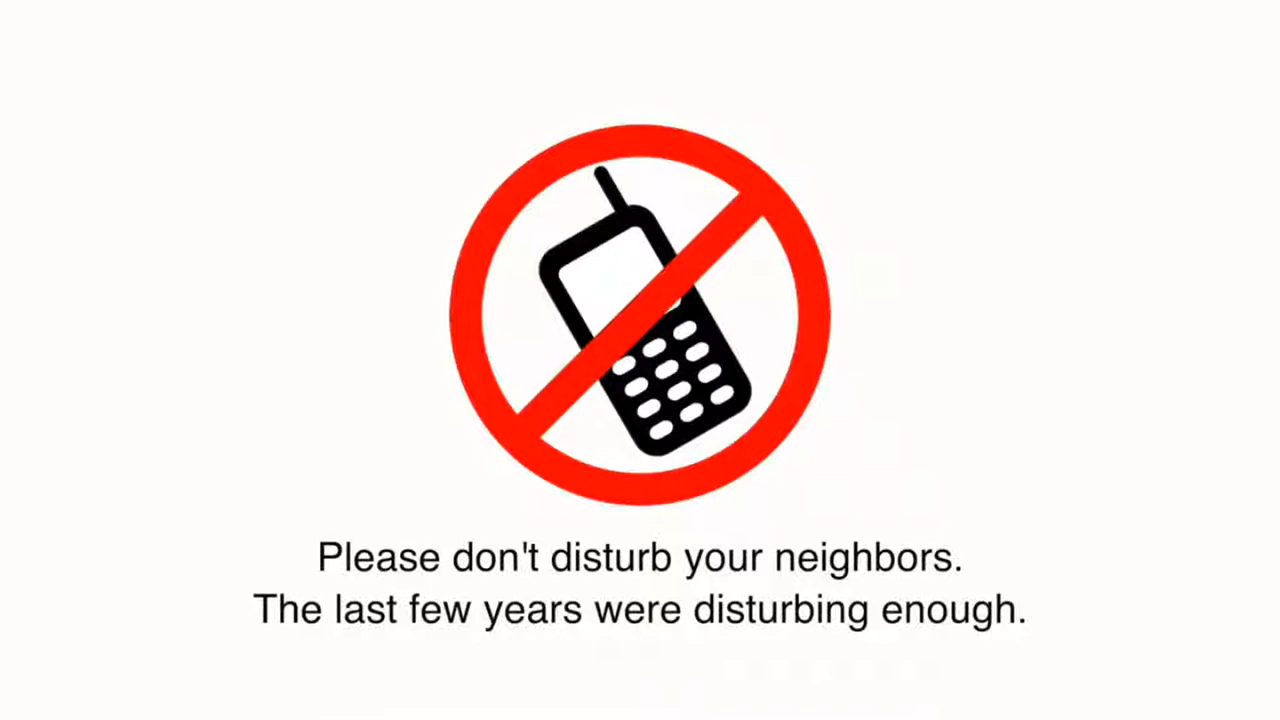 Please don't disturb your neighbors.
The last few years were disturbing enough.